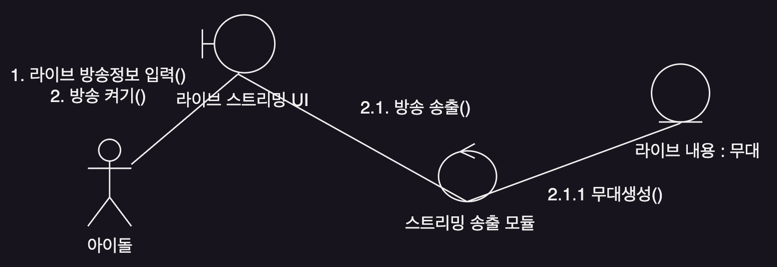 1. 라이브 방송정보 입력()
2. 방송 켜기()
라이브 스트리밍 UI
2.1. 방송 송출()
라이브 내용 : 무대
2.1.1 무대생성()
스트리밍 송출 모듈
아이돌